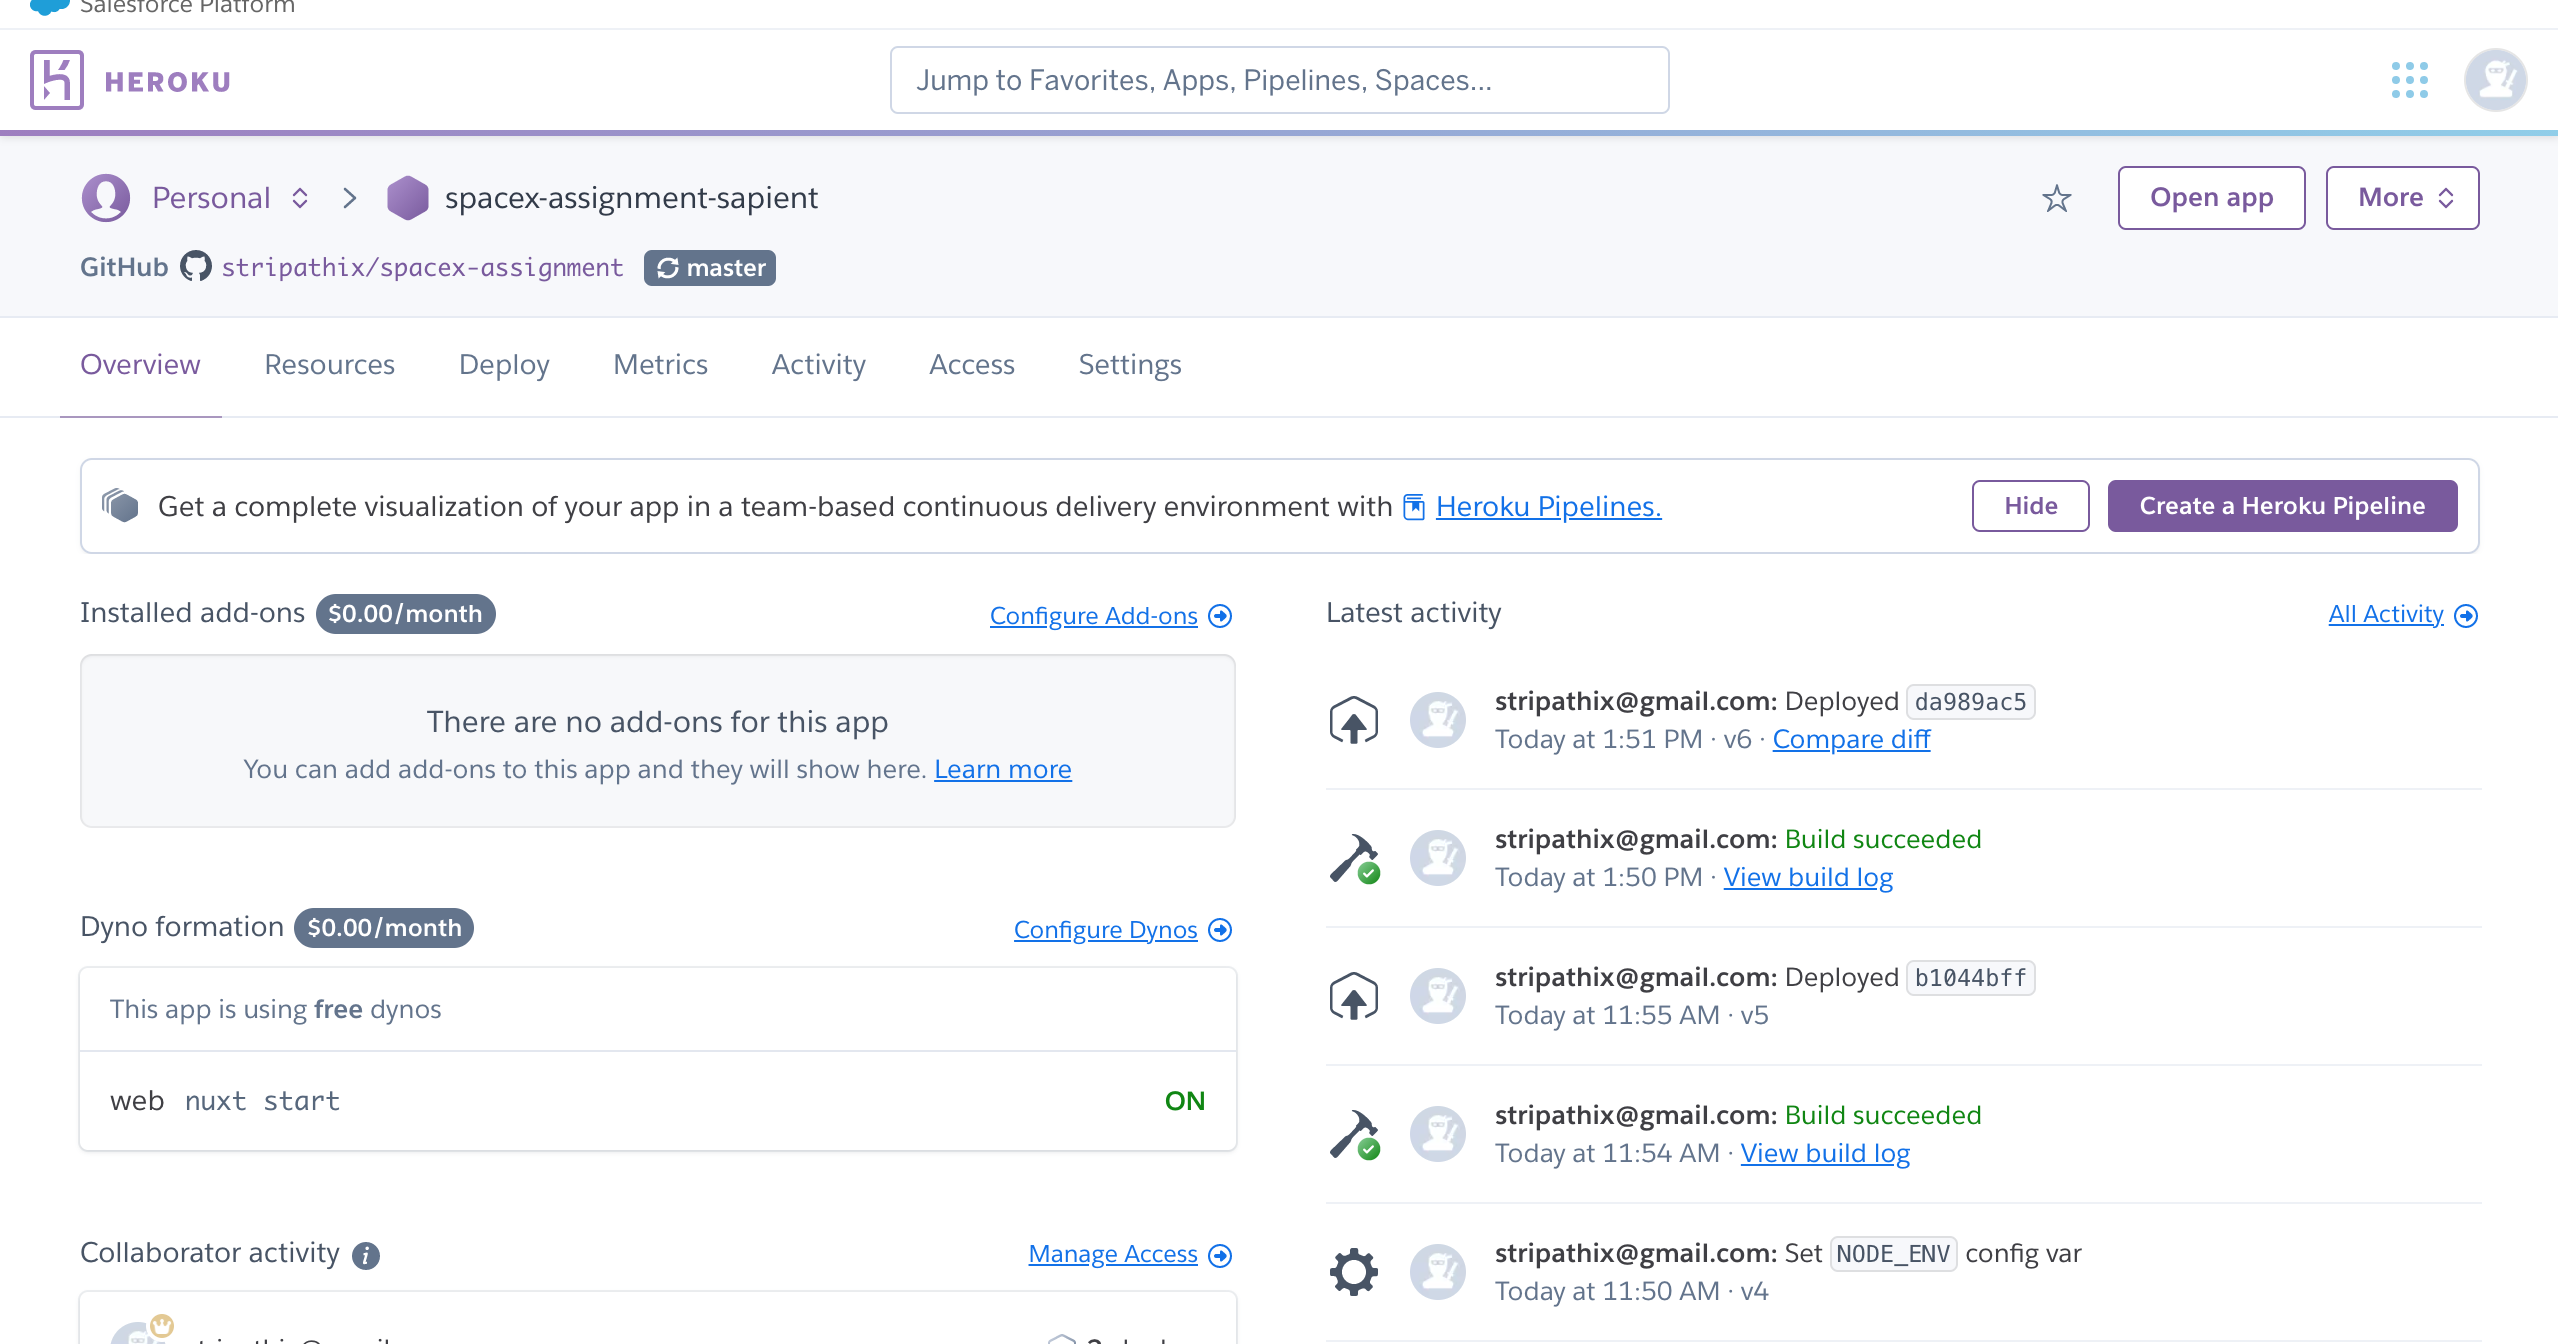 Salesforce Platform
HEROKU
Jump to Favorites, Apps, Pipelines, Spaces...
Personal
spacex-assignment-sapient
Open app
More
GitHub stripathix/spacex-assignment master
Overview Resources Deploy Metrics Activity Access Settings
Get a complete visualization of your app in a team-based continuous delivery environment with Heroku Pipelines.
Hide
Create a Heroku Pipeline
Installed add-ons $0.00/month
Configure Add-ons
There are no add-ons for this app
You can add add-ons to this app and they will show here. Learn more
Dyno formation $0.00/month
Configure Dynos
This app is using free dynos
web nuxt start
ON
Collaborator activity
Manage Access
Latest activity
All Activity
stripathix@gmail.com: Deployed da989ac5
Today at 1:51 PM · v6 · Compare diff
stripathix@gmail.com: Build succeeded
Today at 1:50 PM · View build log
stripathix@gmail.com: Deployed b1044bff
Today at 11:55 AM · v5
stripathix@gmail.com: Build succeeded
Today at 11:54 AM · View build log
stripathix@gmail.com: Set NODE_ENV config var
Today at 11:50 AM · v4